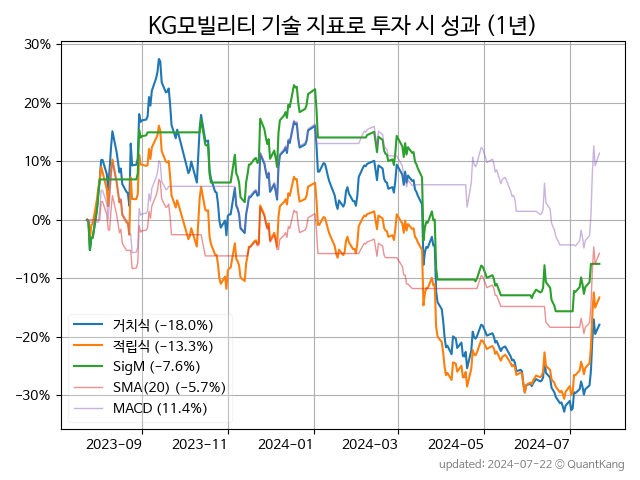 KG모빌리티 기술 지표로 투자 시 성과 (1년)
30%
20%
10%
0%
−10%
−20%
−30%
거치식 (−18.0%)
적립식 (−13.3%)
SigM (−7.6%)
SMA(20) (−5.7%)
MACD (11.4%)
2023-09 2023-11 2024-01 2024-03 2024-05 2024-07
updated: 2024-07-22 © QuantKang